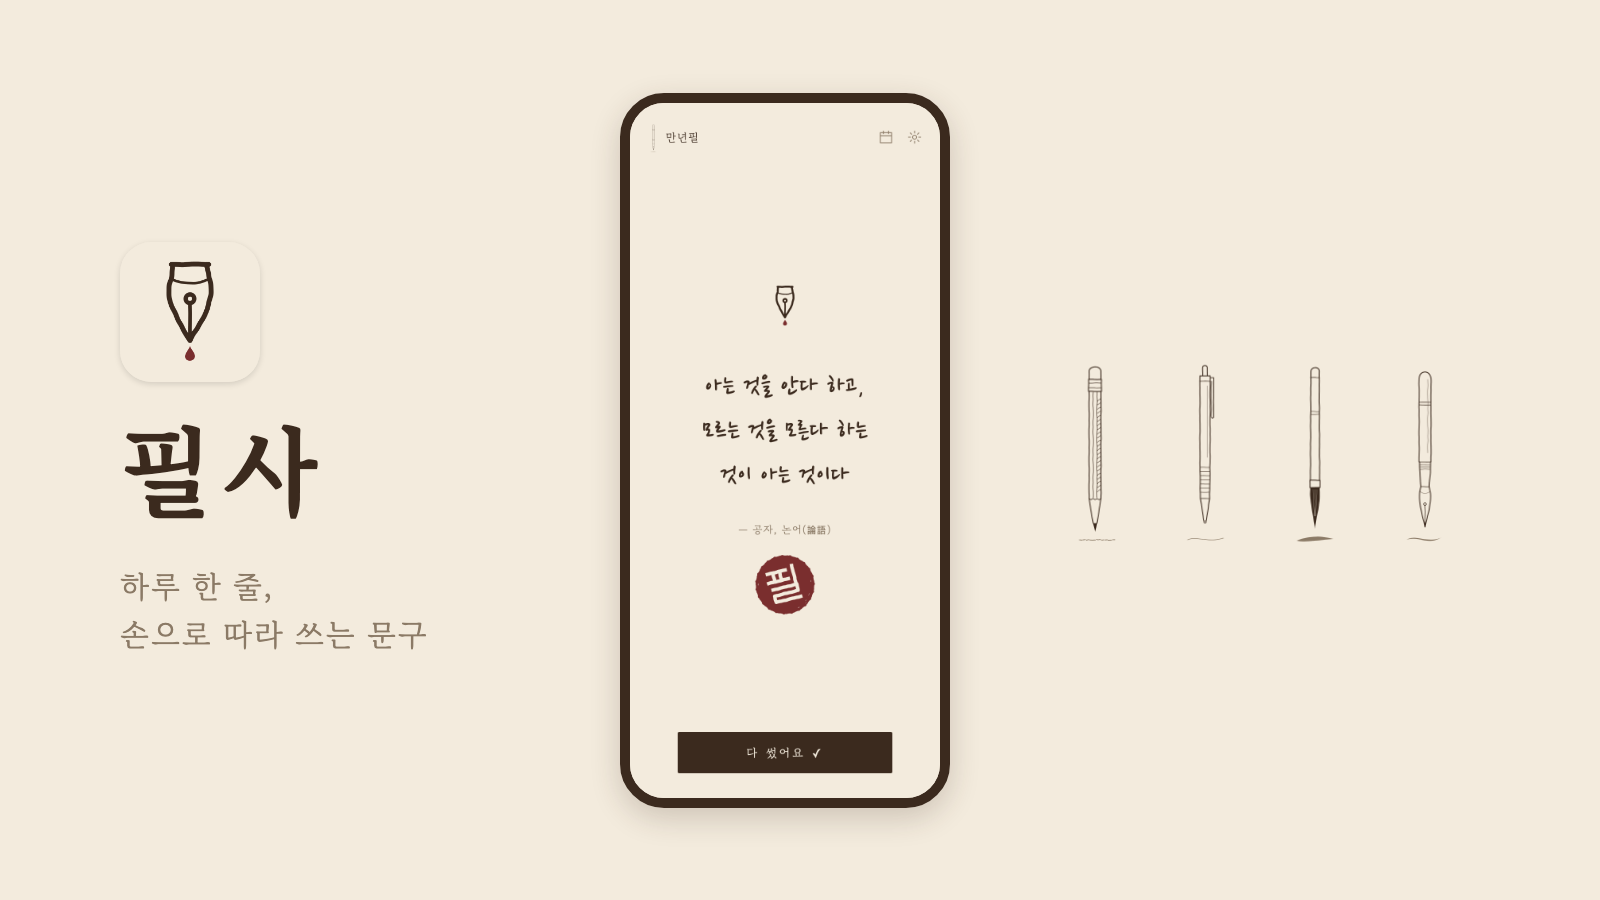 필사
하루 한 줄,
손으로 따라 쓰는 문구
만년필
아는 것을 안다 하고,
모르는 것을 모른다 하는
것이 아는 것이다
— 공자, 논어(論語)
필
다 썼어요 ✓